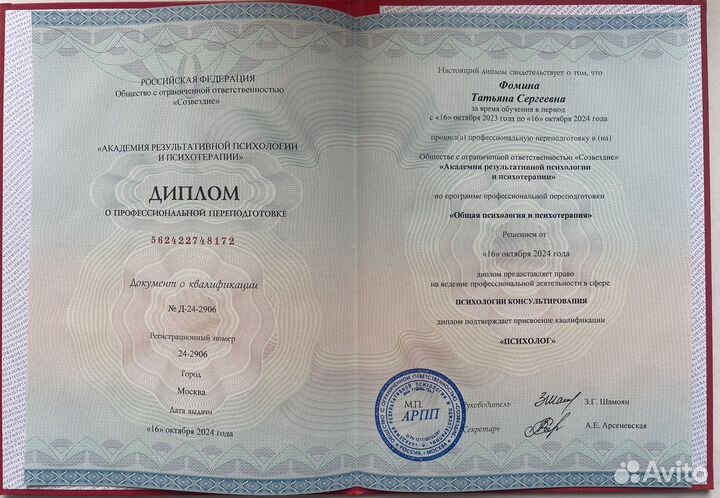 РОССИЙСКАЯ ФЕДЕРАЦИЯ
Общество с ограниченной ответственностью
«Созвездие»
«АКАДЕМИЯ РЕЗУЛЬТАТИВНОЙ ПСИХОЛОГИИ
И ПСИХОТЕРАПИИ»
ДИПЛОМ
О ПРОФЕССИОНАЛЬНОЙ ПЕРЕПОДГОТОВКЕ
562422748172
Документ о квалификации
№ Д-24-2906
Регистрационный номер
24-2906
Город
Москва
Дата выдачи
«16» октября 2024 года
Настоящий диплом свидетельствует о том, что
Фомина
Татьяна Сергеевна
за время обучения в период
с «16» октября 2023 года по «16» октября 2024 года
прошел(а) профессиональную переподготовку в (на)
Обществе с ограниченной ответственностью «Созвездие»
«Академия результативной психологии
и психотерапии»
по программе профессиональной переподготовки
«Общая психология и психотерапия»
Решением от
«16» октября 2024 года
диплом предоставляет право
на ведение профессиональной деятельности в сфере
ПСИХОЛОГИИ КОНСУЛЬТИРОВАНИЯ
диплом подтверждает присвоение квалификации
«ПСИХОЛОГ»
М.П.
АРПП
Руководитель
З.Г. Шамоян
Секретарь
А.Е. Арсеневская
Avito